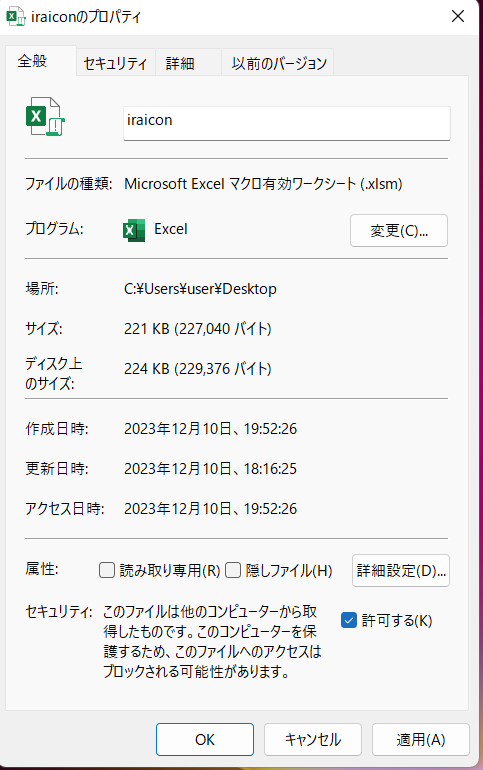 iraiconのプロパティ
全般 セキュリティ 詳細 以前のバージョン
iraicon
ファイルの種類: Microsoft Excel マクロ有効ワークシート (.xlsm)
プログラム: Excel 変更(C)...
場所: C:¥Users¥user¥Desktop
サイズ: 221 KB (227,040 バイト)
ディスク上
のサイズ: 224 KB (229,376 バイト)
作成日時: 2023年12月10日、19:52:26
更新日時: 2023年12月10日、18:16:25
アクセス日時: 2023年12月10日、19:52:26
属性: 読み取り専用(R) 隠しファイル(H) 詳細設定(D)...
セキュリティ: このファイルは他のコンピューターから取
得したものです。このコンピューターを保
護するため、このファイルへのアクセスは
ブロックされる可能性があります。
許可する(K)
OK キャンセル 適用(A)